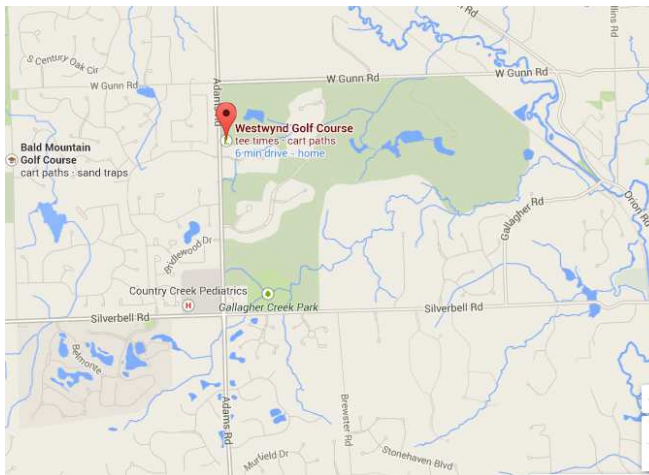 S Century Oak Cir
W Gunn Rd
W Gunn Rd
W Gunn Rd
Adams Rd
Westwynd Golf Course
tee times · cart paths
6 min drive - home
Bald Mountain
Golf Course
cart paths · sand traps
Orion Rd
Gallagher Rd
Bridlewood Dr
Country Creek Pediatrics
H
Gallagher Creek Park
Silverbell Rd
Silverbell Rd
Belmonte
Adams Rd
Brewster Rd
Murfield Dr
Stonehaven Blvd